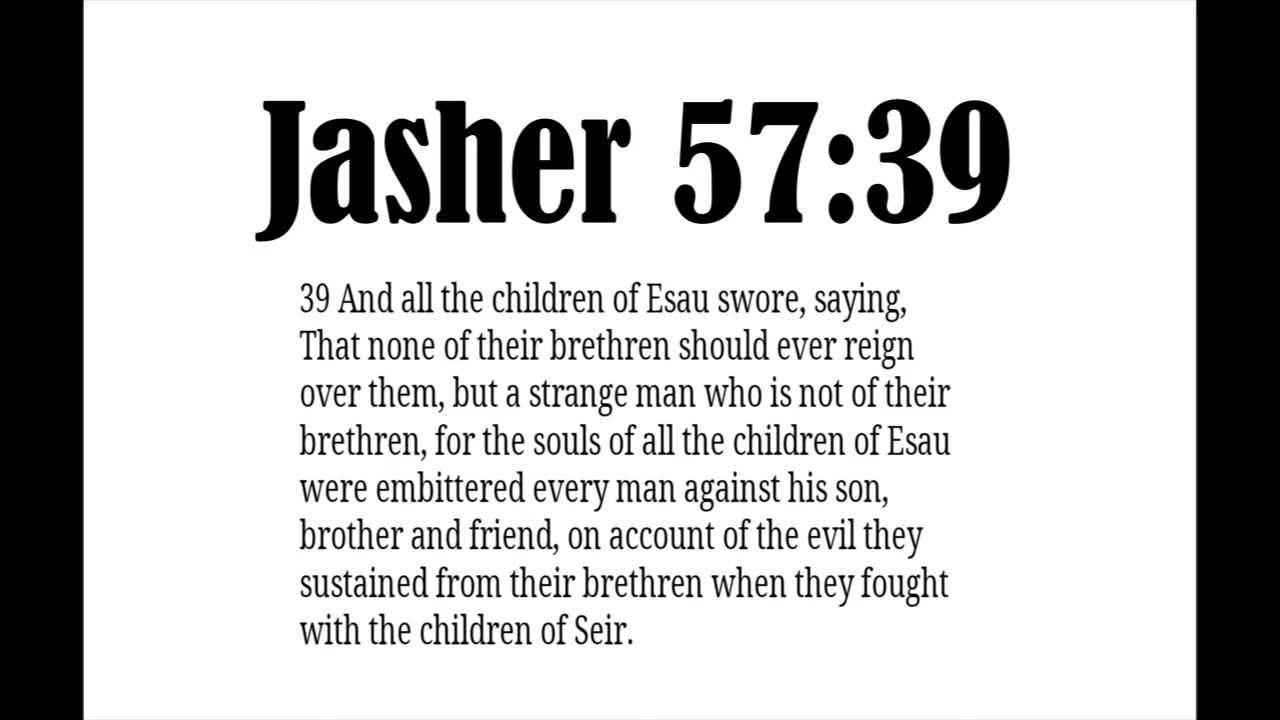 Jasher 57:39
39 And all the children of Esau swore, saying,
That none of their brethren should ever reign
over them, but a strange man who is not of their
brethren, for the souls of all the children of Esau
were embittered every man against his son,
brother and friend, on account of the evil they
sustained from their brethren when they fought
with the children of Seir.